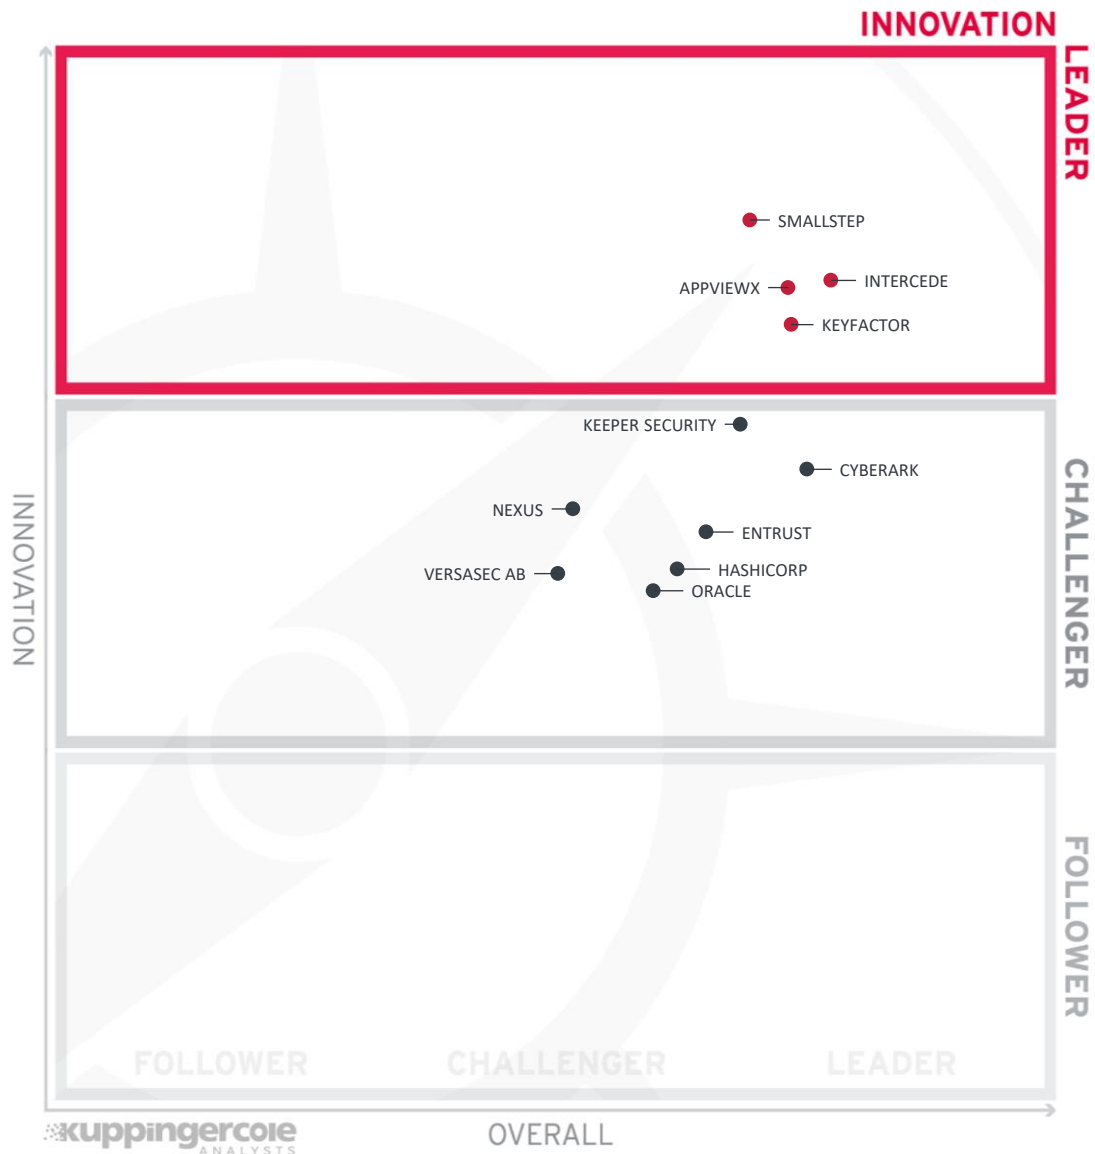 INNOVATION
LEADER
SMALLSTEP
INTERCEDE
APPVIEWX
KEYFACTOR
KEEPER SECURITY
CYBERARK
NEXUS
ENTRUST
HASHICORP
VERSASEC AB
ORACLE
INNOVATION
CHALLENGER
FOLLOWER
FOLLOWER CHALLENGER LEADER
kuppingercole
ANALYSTS
OVERALL